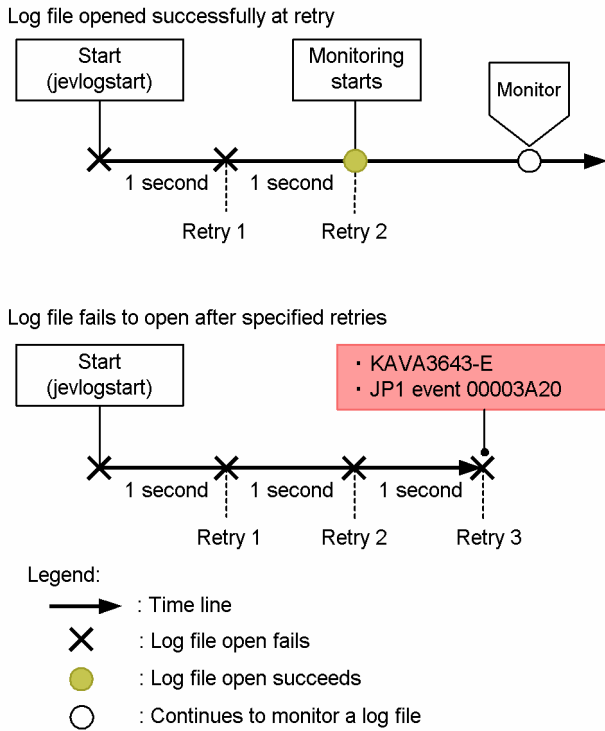 Log file opened successfully at retry
Start
(jevlogstart)
Monitoring
starts
Monitor
1 second
1 second
Retry 1
Retry 2
Log file fails to open after specified retries
Start
(jevlogstart)
・KAVA3643-E
・JP1 event 00003A20
1 second
1 second
1 second
Retry 1
Retry 2
Retry 3
Legend:
: Time line
: Log file open fails
: Log file open succeeds
: Continues to monitor a log file